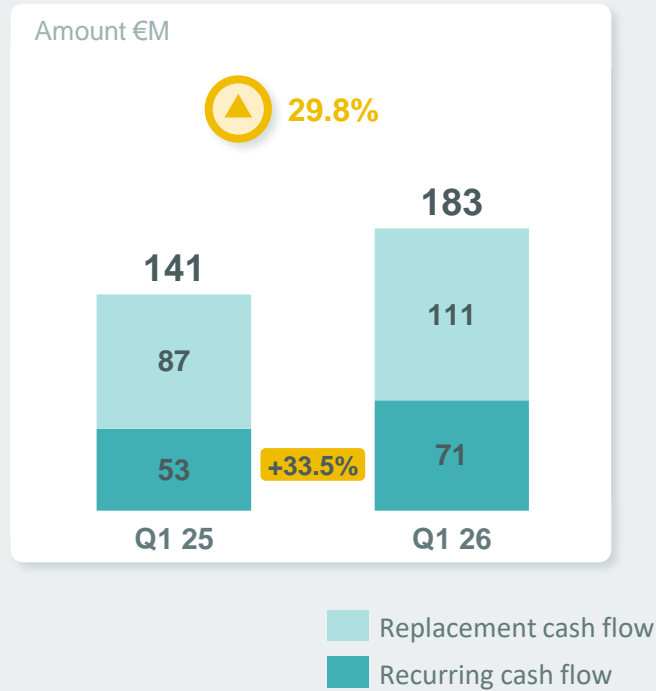 Amount €M
29.8%
183
141
111
87
71
53
+33.5%
Q1 25
Q1 26
Replacement cash flow
Recurring cash flow